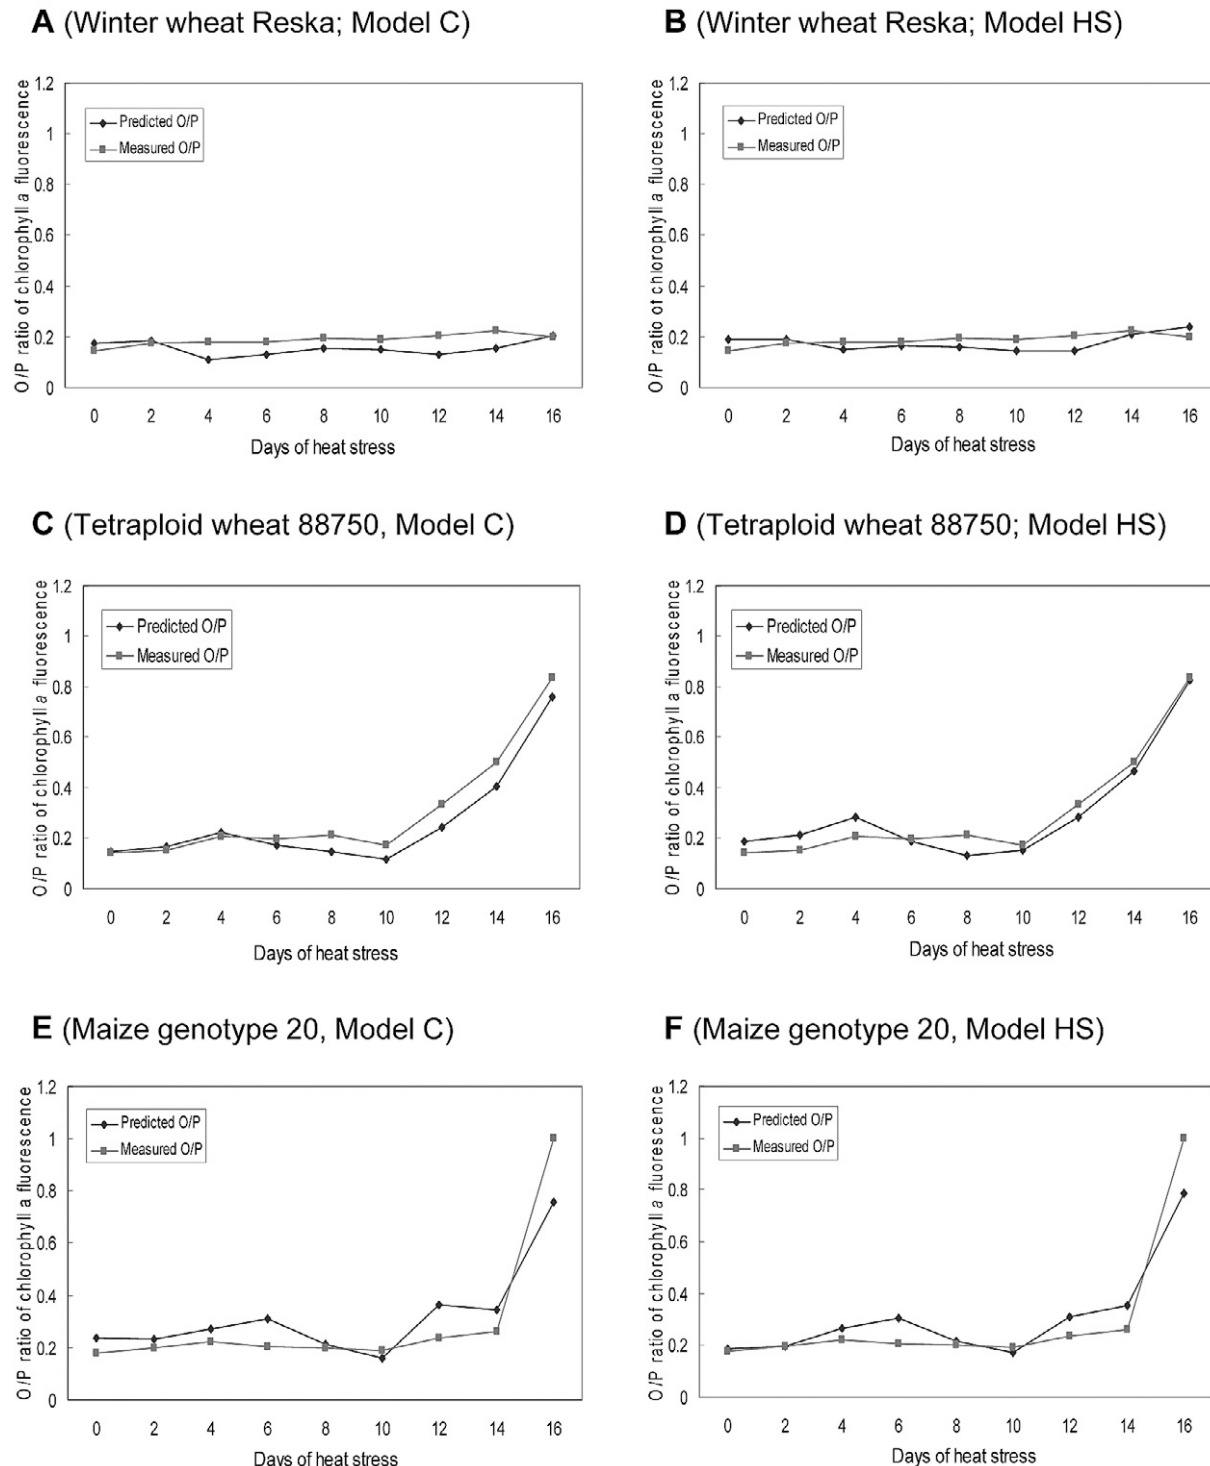 A (Winter wheat Reska; Model C)
O/P ratio of chlorophyll a fluorescence
1.2
1
0.8
0.6
0.4
0.2
0
Predicted O/P
Measured O/P
0 2 4 6 8 10 12 14 16
Days of heat stress
B (Winter wheat Reska; Model HS)
O/P ratio of chlorophyll a fluorescence
1.2
1
0.8
0.6
0.4
0.2
0
Predicted O/P
Measured O/P
0 2 4 6 8 10 12 14 16
Days of heat stress
C (Tetraploid wheat 88750, Model C)
O/P ratio of chlorophyll a fluorescence
1.2
1
0.8
0.6
0.4
0.2
0
Predicted O/P
Measured O/P
0 2 4 6 8 10 12 14 16
Days of heat stress
D (Tetraploid wheat 88750; Model HS)
O/P ratio of chlorophyll a fluorescence
1.2
1
0.8
0.6
0.4
0.2
0
Predicted O/P
Measured O/P
0 2 4 6 8 10 12 14 16
Days of heat stress
E (Maize genotype 20, Model C)
O/P ratio of chlorophyll a fluorescence
1.2
1
0.8
0.6
0.4
0.2
0
Predicted O/P
Measured O/P
0 2 4 6 8 10 12 14 16
Days of heat stress
F (Maize genotype 20, Model HS)
O/P ratio of chlorophyll a fluorescence
1.2
1
0.8
0.6
0.4
0.2
0
Predicted O/P
Measured O/P
0 2 4 6 8 10 12 14 16
Days of heat stress